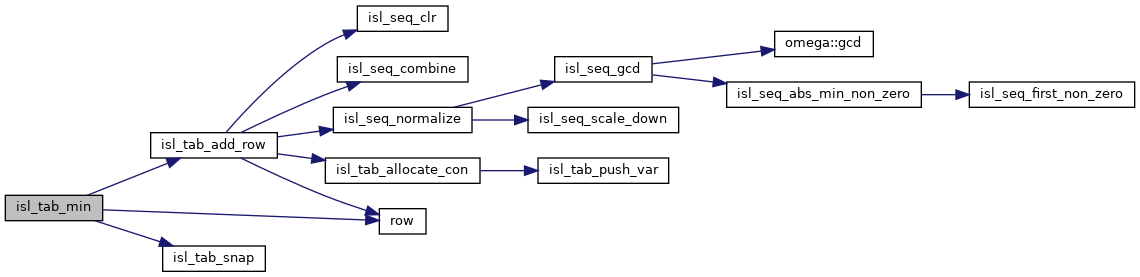 isl_seq_clr
omega::gcd
isl_seq_combine
isl_seq_gcd
isl_seq_abs_min_non_zero
isl_seq_first_non_zero
isl_seq_normalize
isl_seq_scale_down
isl_tab_add_row
isl_tab_allocate_con
isl_tab_push_var
isl_tab_min
row
isl_tab_snap